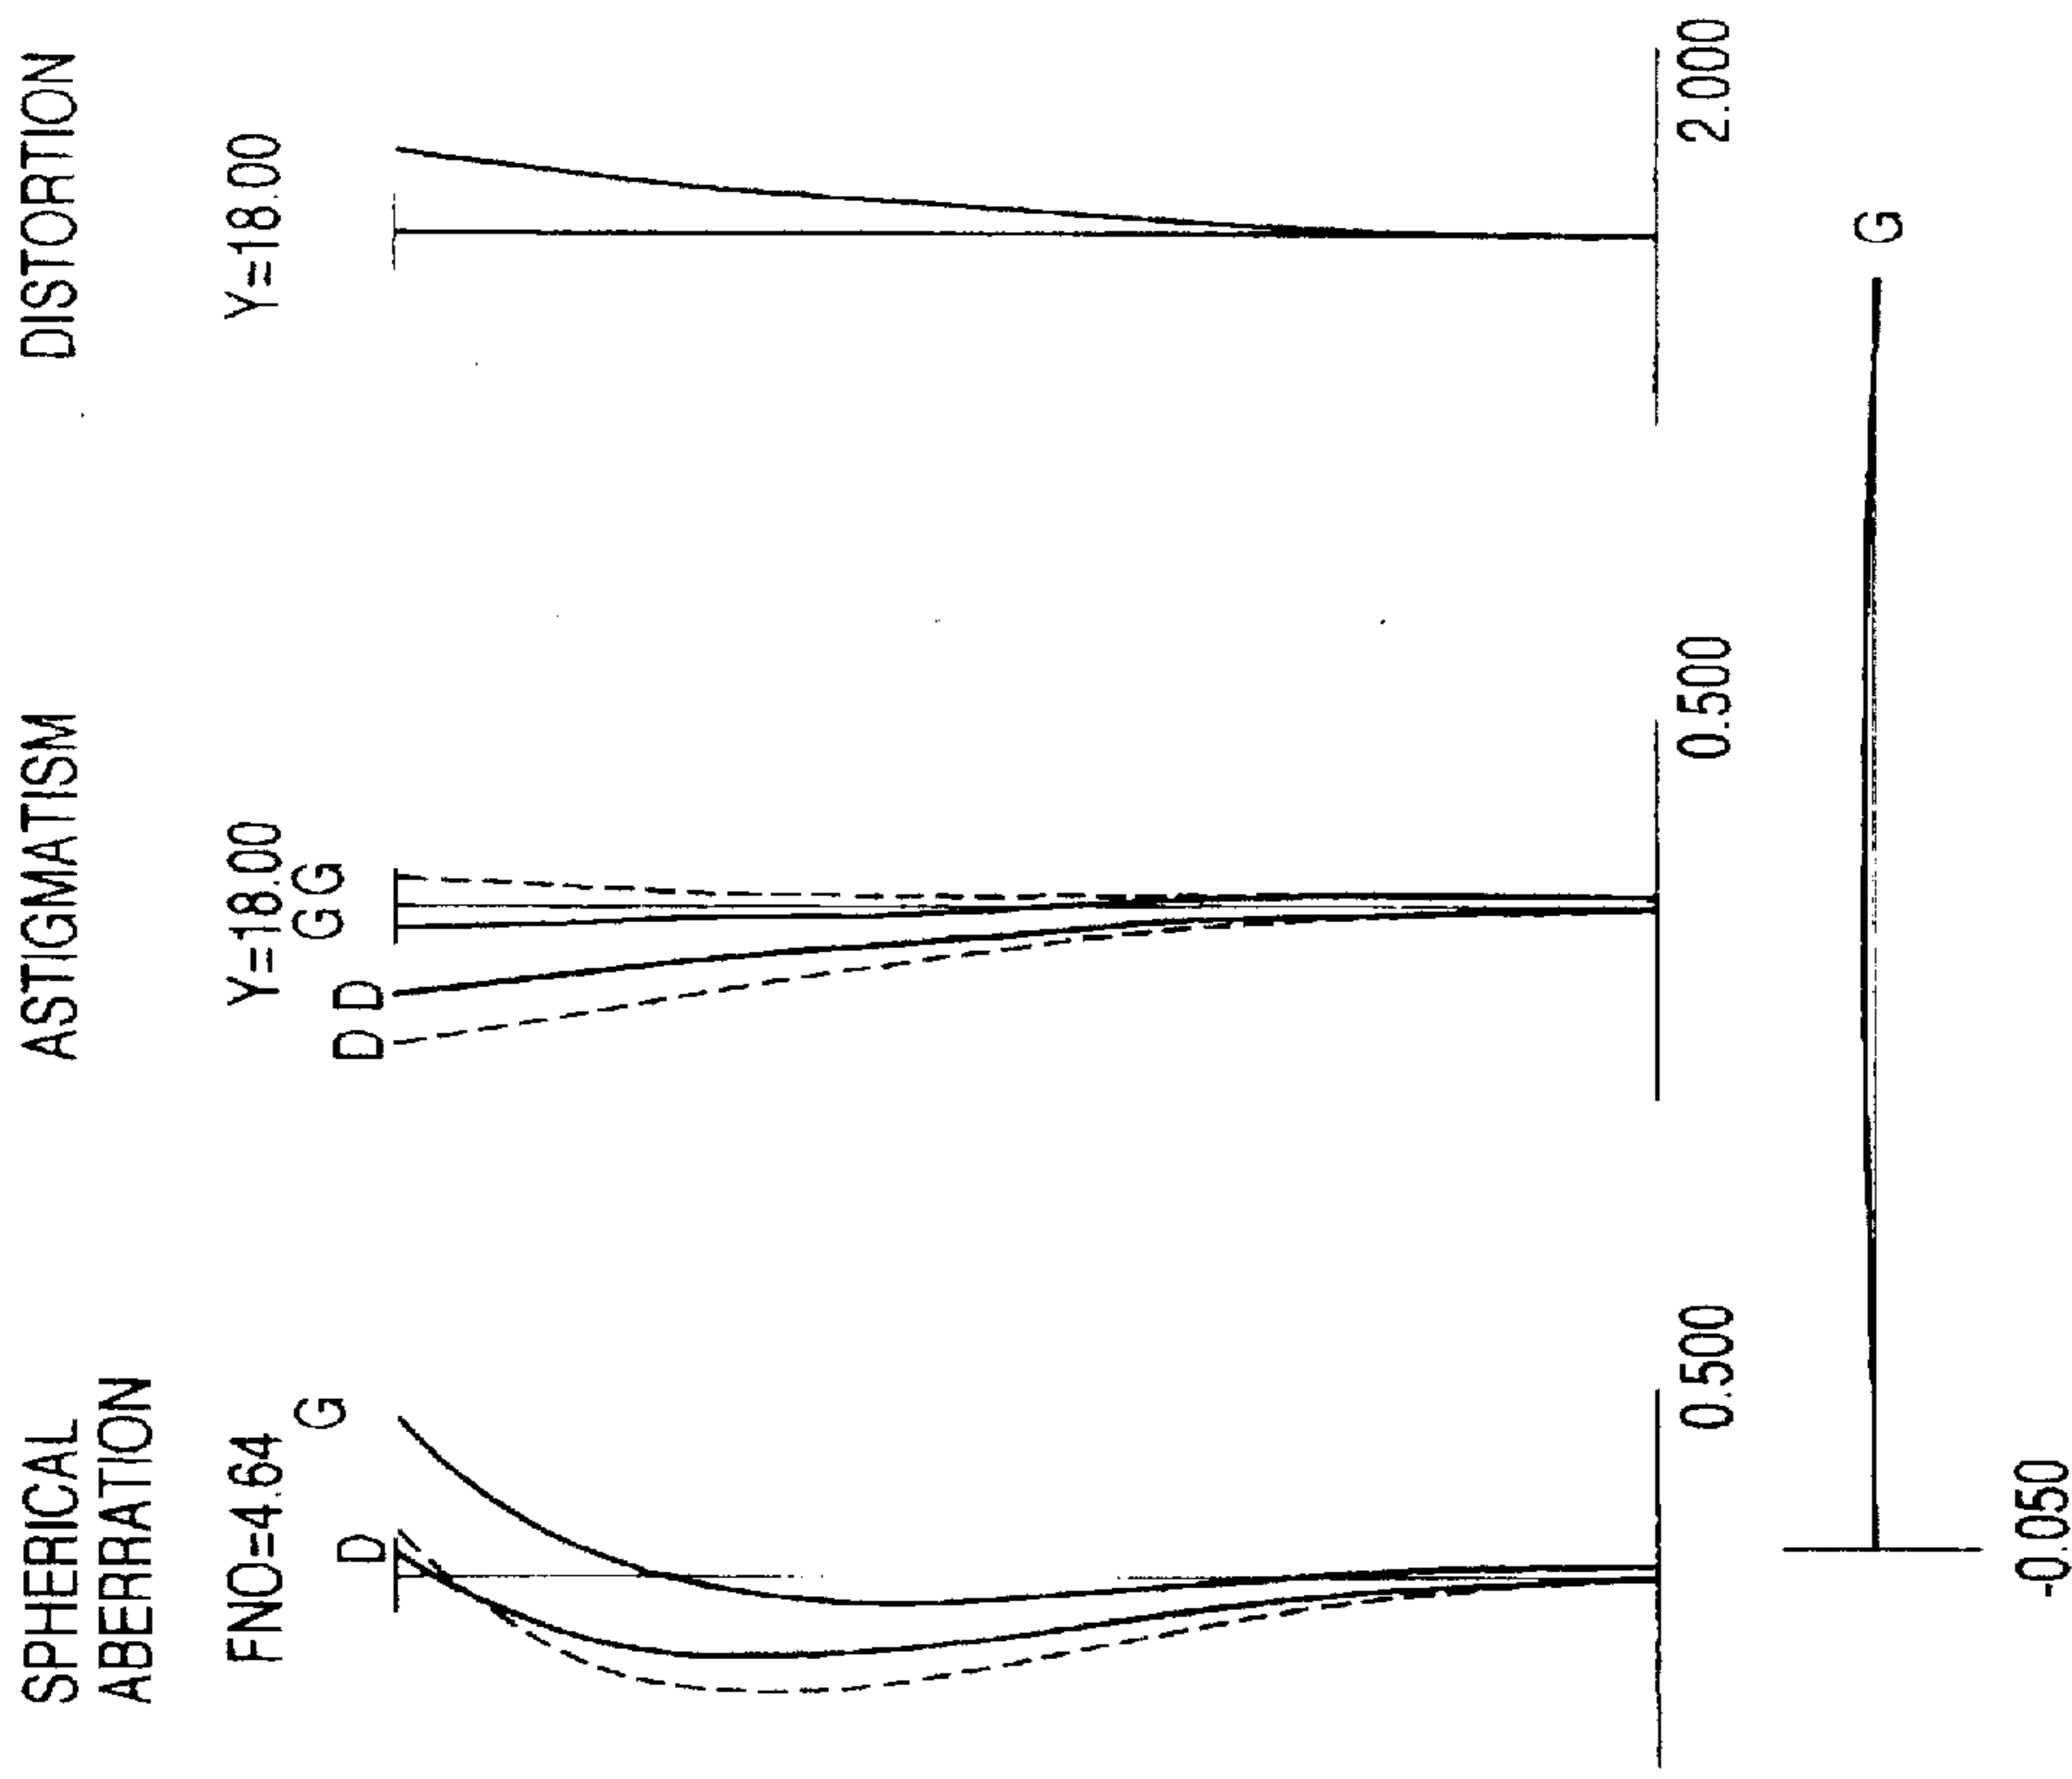 SPHERICAL
ABERRATION
FNO=4.64
G
D
0.500
ASTIGMATISM
Y=18.00
G G
D D
0.500
DISTORTION
Y=18.00
2.000
G
-0.050